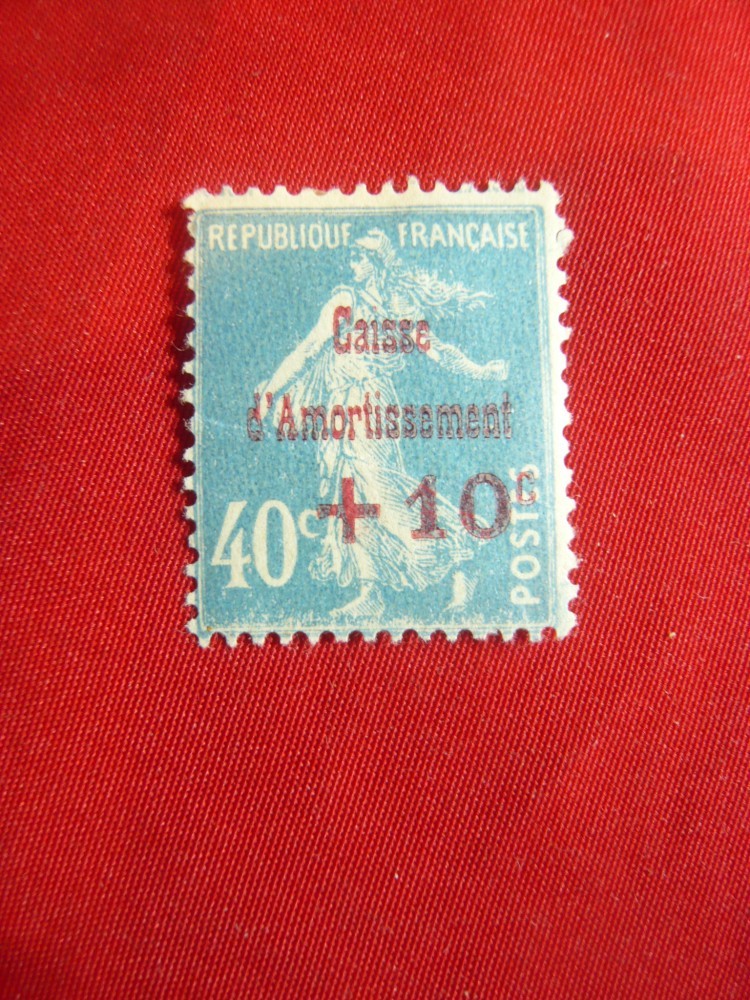 REPUBLIQUE FRANÇAISE
Caisse
d'Amortissement
+ 10c
40c
POSTES